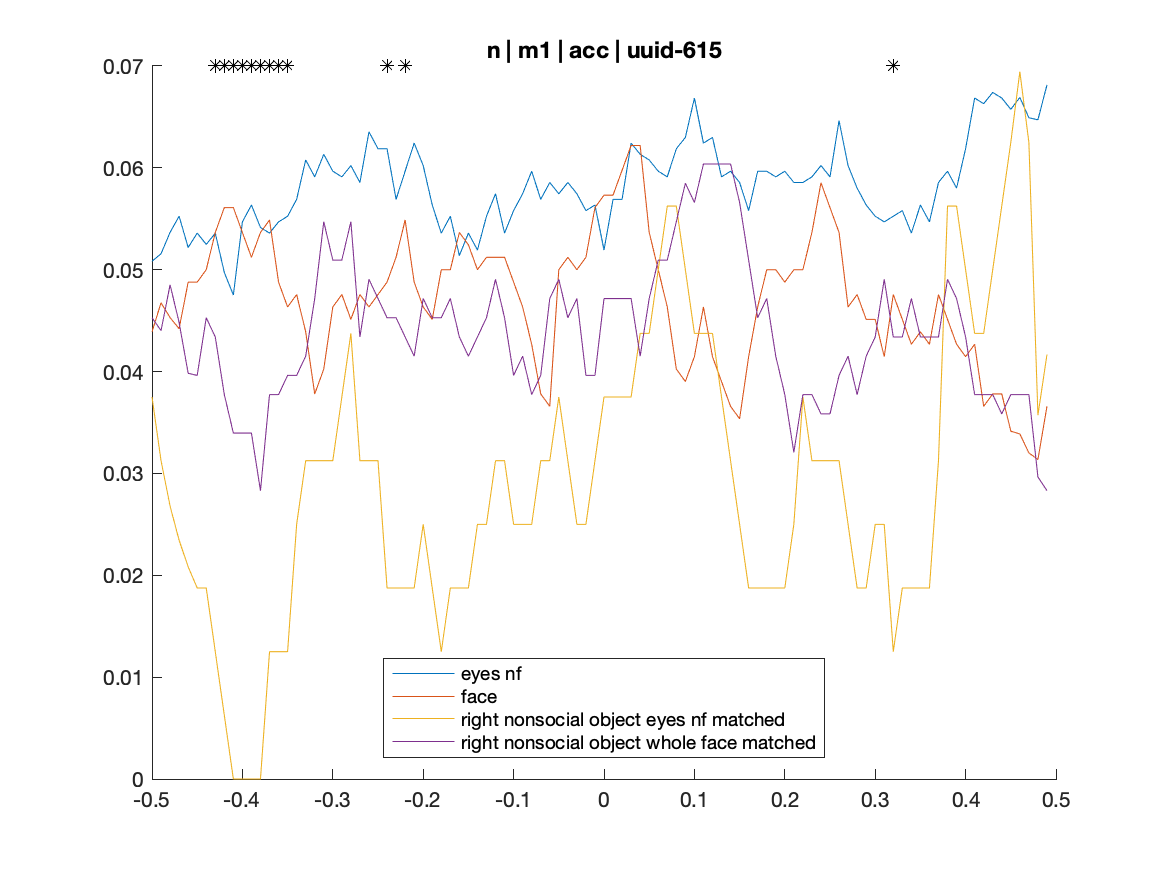 n | m1 | acc | uuid-615
0.07
0.06
0.05
0.04
0.03
0.02
0.01
0
eyes nf
face
right nonsocial object eyes nf matched
right nonsocial object whole face matched
-0.5 -0.4 -0.3 -0.2 -0.1 0 0.1 0.2 0.3 0.4 0.5